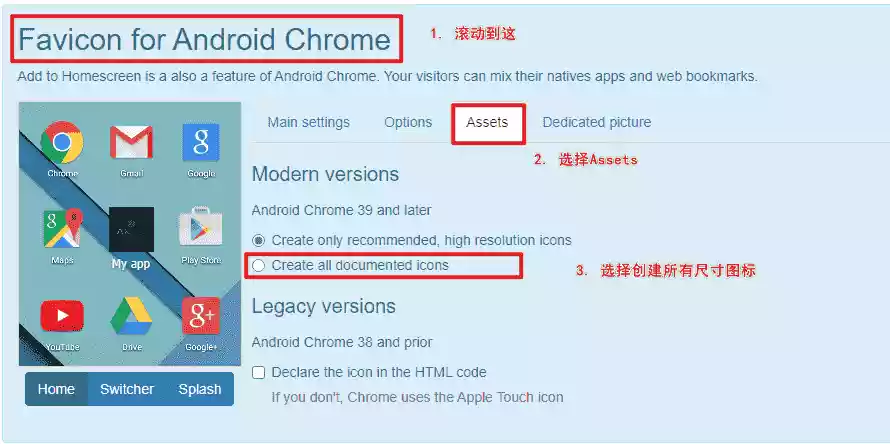 Favicon for Android Chrome
1. 滚动到这
Add to Homescreen is a also a feature of Android Chrome. Your visitors can mix their natives apps and web bookmarks.
Main settings
Options
Assets
Dedicated picture
2. 选择Assets
Chrome
Gmail
Google
Maps
My app
Play Store
YouTube
Drive
Google+
Home
Switcher
Splash
Modern versions
Android Chrome 39 and later
Create only recommended, high resolution icons
Create all documented icons
3. 选择创建所有尺寸图标
Legacy versions
Android Chrome 38 and prior
Declare the icon in the HTML code
If you don't, Chrome uses the Apple Touch icon